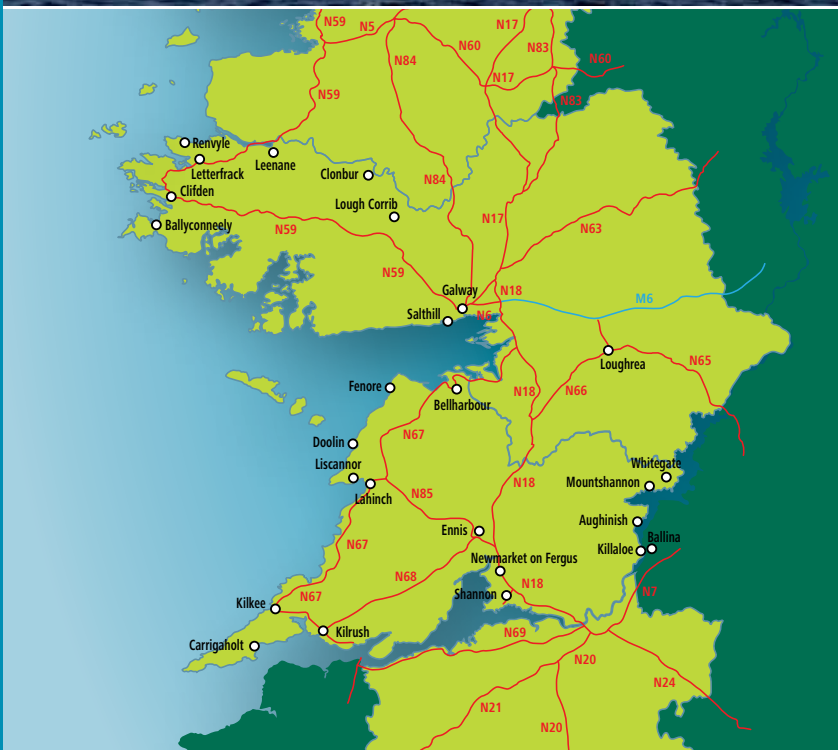 N59
N5
N17
N83
N60
N84
N60
N17
N59
N83
Renvyle
Leenane
Letterfrack
Clonbur
N84
Clifden
Lough Corrib
Ballyconneely
N59
N17
N63
N59
Galway
N18
M6
Salthill
N6
Loughrea
N65
Fenore
Bellharbour
N18
N66
N67
Doolin
Liscannor
Whitegate
Lahinch
N85
N18
Mountshannon
Aughinish
Ennis
N67
Killaloe
Ballina
Newmarket on Fergus
N68
N18
N7
Shannon
Kilkee
N67
Kilrush
N69
Carrigaholt
N20
N24
N21
N20